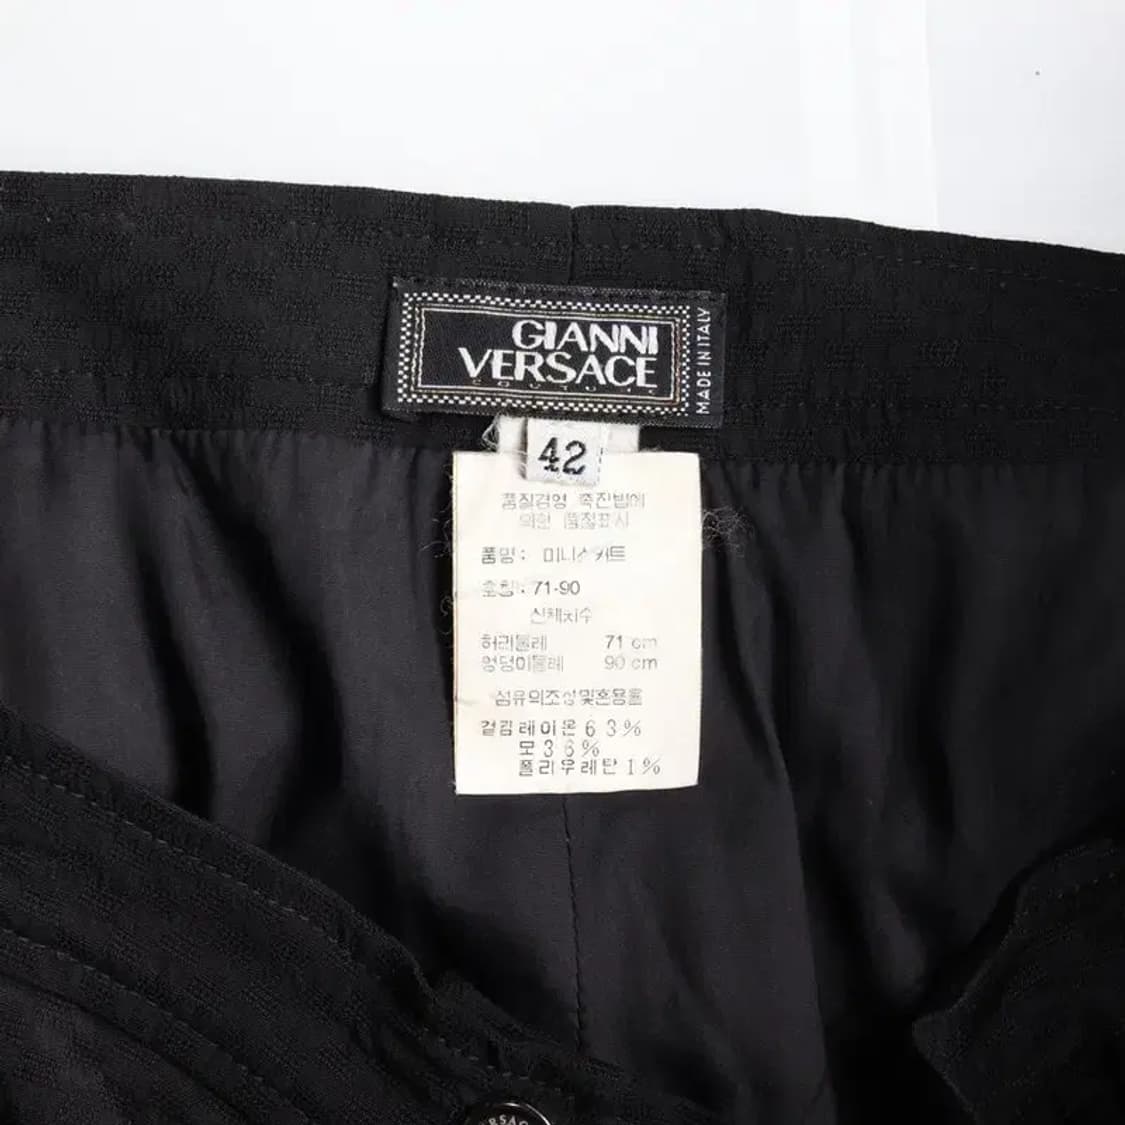 GIANNI
VERSACE
COUTURE
MADE IN ITALY
42
품질경영 촉진법에
의한 품질표시
품명 : 미니스커트
호칭 : 71-90
신체치수
허리둘레 71 cm
엉덩이둘레 90 cm
섬유의조성및혼용율
겉감 레이온 63%
모 36%
폴리우레탄 1%